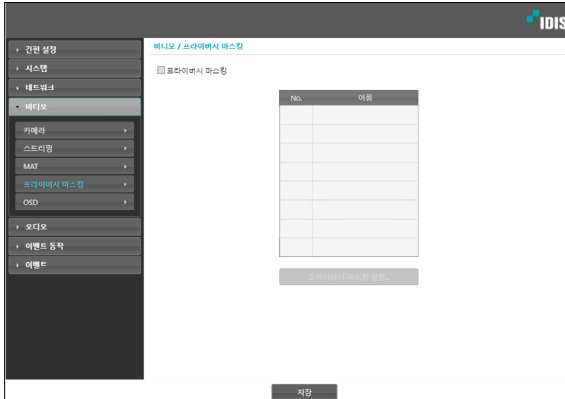 IDIS
간편 설정
시스템
네트워크
비디오
카메라
스트리밍
MAT
프라이버시 마스킹
OSD
오디오
이벤트 동작
이벤트
비디오 / 프라이버시 마스킹
프라이버시 마스킹
No. 이름
프라이버시 마스킹 설정...
저장